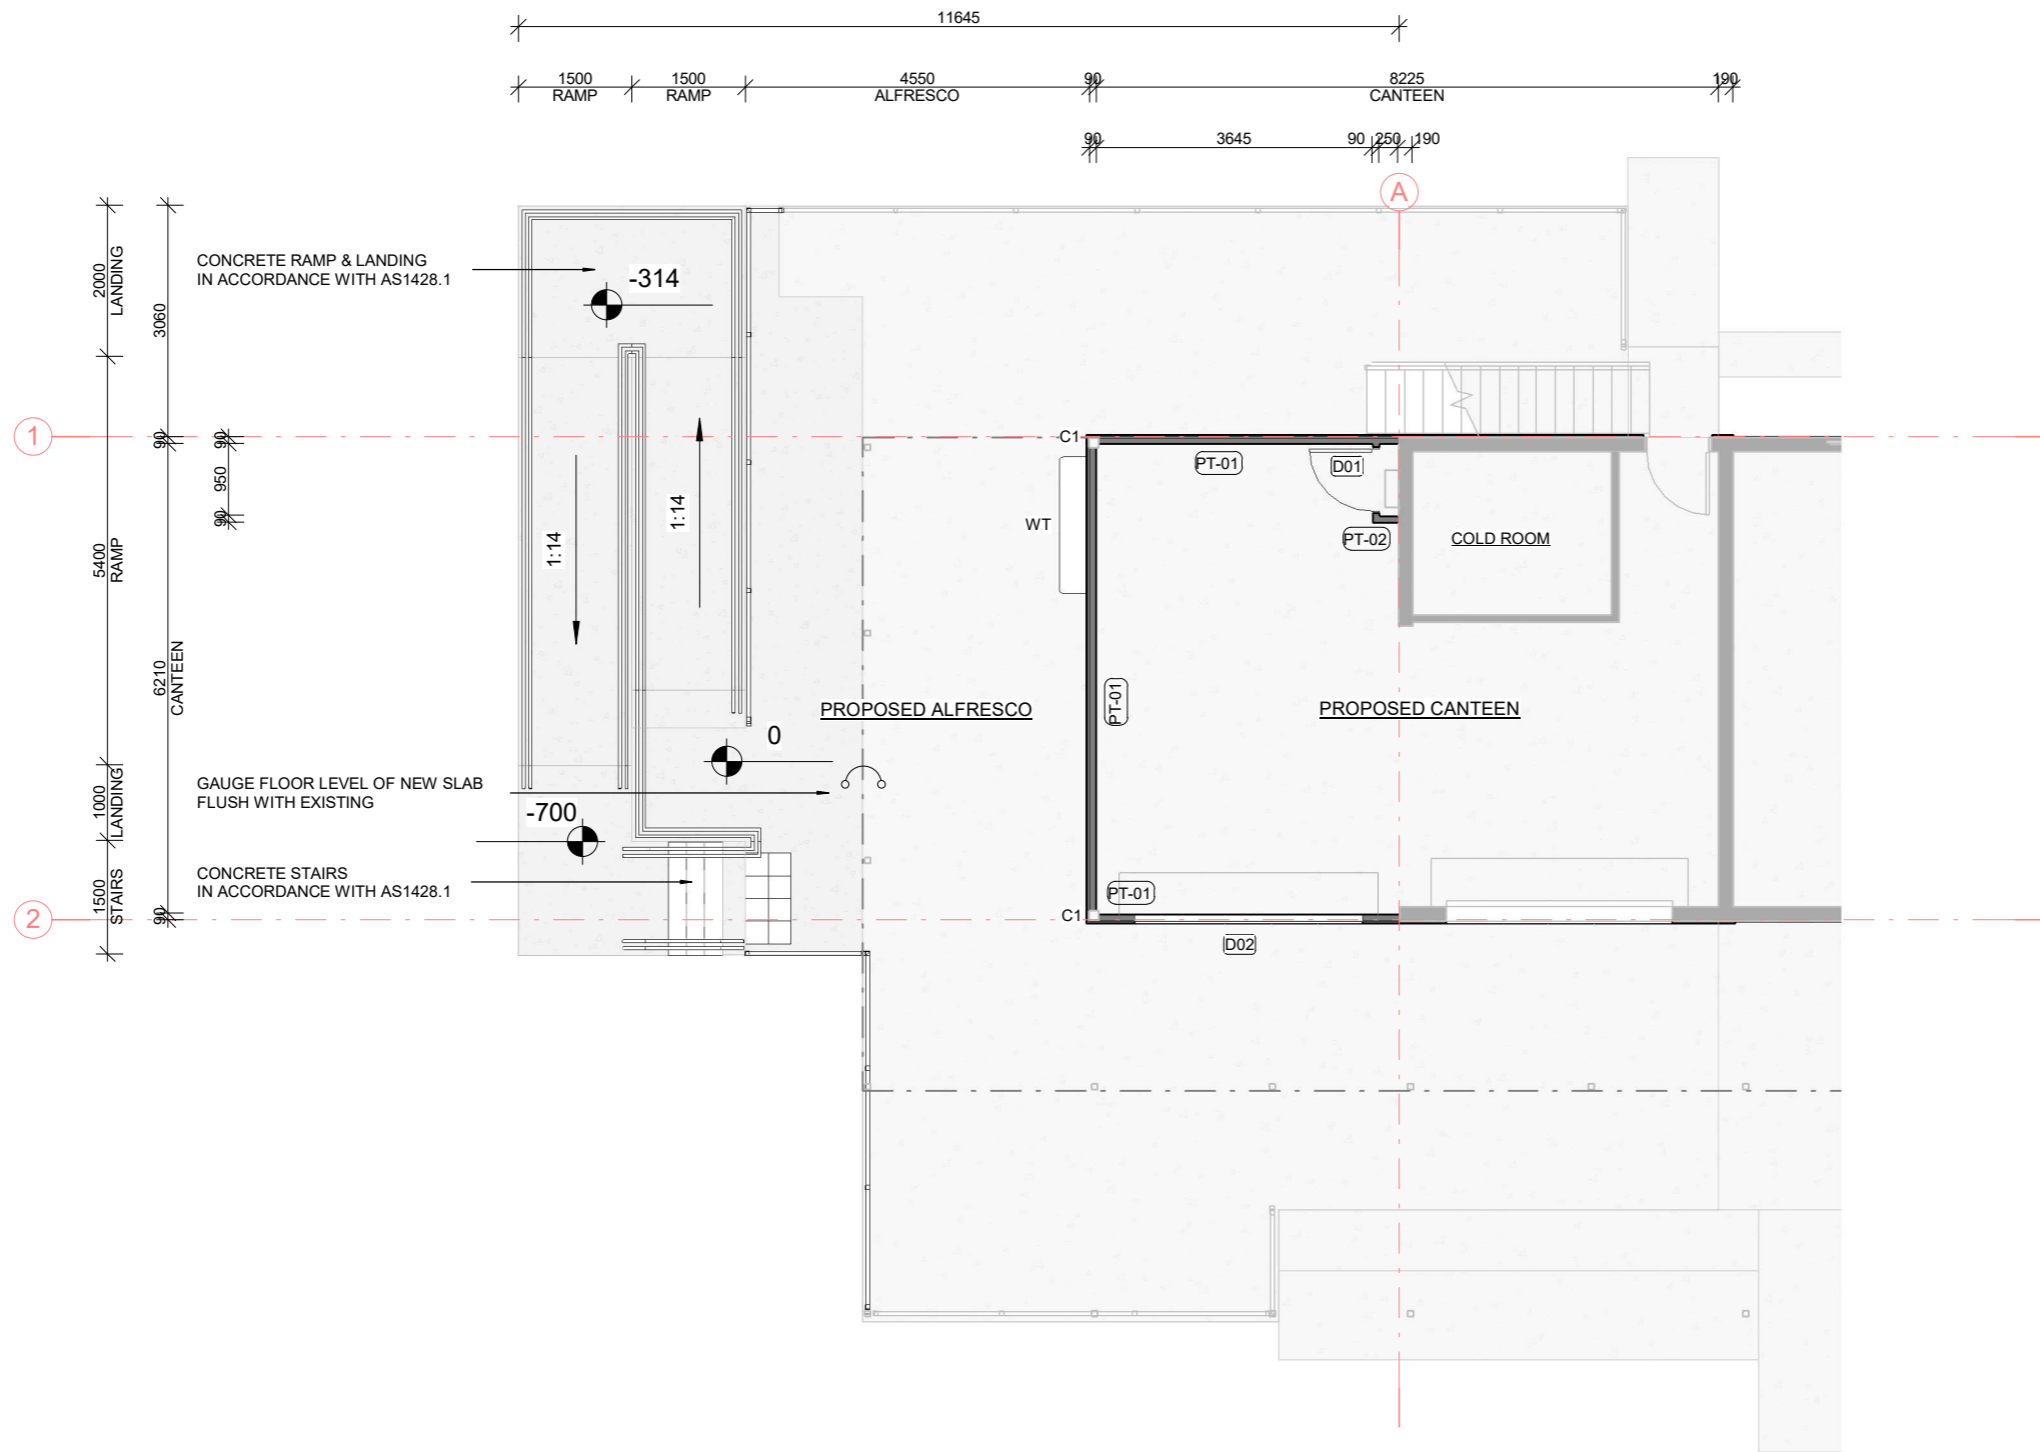 11645
1500
RAMP
1500
RAMP
4550
ALFRESCO
90
8225
CANTEEN
190
90
3645
90
250
190
A
2000
LANDING
3060
CONCRETE RAMP & LANDING
IN ACCORDANCE WITH AS1428.1
-314
1
90
90
950
90
C1
PT-01
D01
WT
PT-02
COLD ROOM
1:14
1:14
5400
RAMP
6210
CANTEEN
PT-01
PROPOSED ALFRESCO
PROPOSED CANTEEN
0
GAUGE FLOOR LEVEL OF NEW SLAB
FLUSH WITH EXISTING
1000
LANDING
-700
CONCRETE STAIRS
IN ACCORDANCE WITH AS1428.1
1500
STAIRS
90
2
PT-01
C1
D02